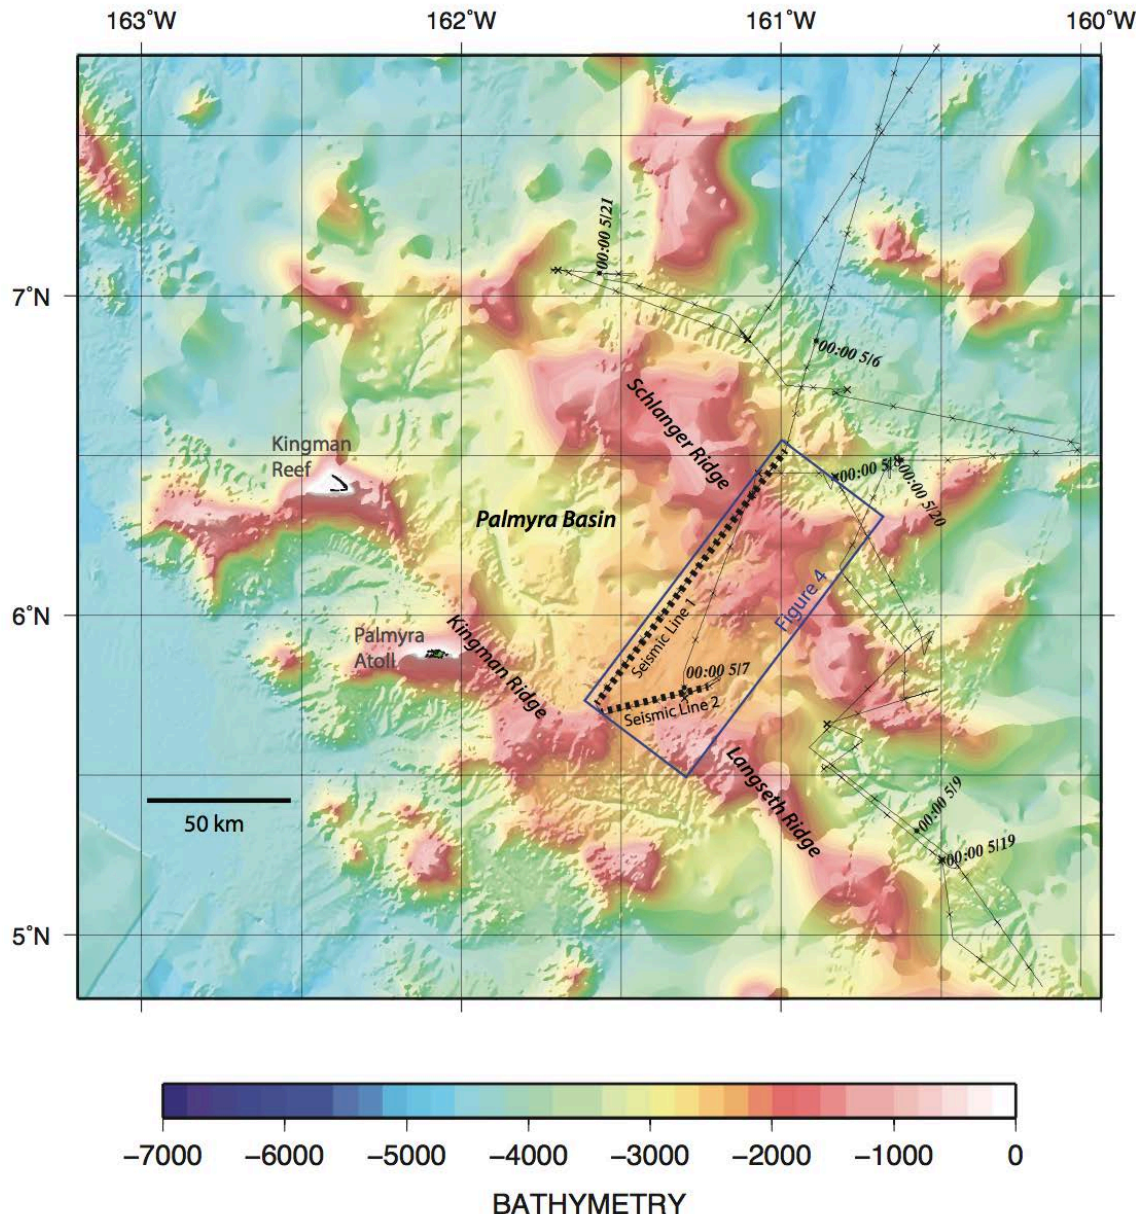 163˚W 162˚W 161˚W 160˚W
00:00 5/21
7˚N
00:00 5/6
Schlanger Ridge
Kingman
Reef
00:00 5/8
00:00 5/20
Palmyra Basin
6˚N
Figure 4
Seismic Line 1
Palmyra
Atoll
Kingman Ridge
00:00 5/7
Seismic Line 2
Langseth Ridge
50 km
00:00 5/9
00:00 5/19
5˚N
−7000 −6000 −5000 −4000 −3000 −2000 −1000 0
BATHYMETRY